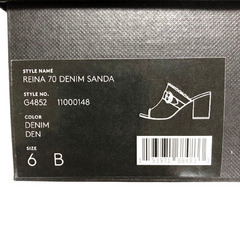 STYLE NAME
REINA 70 DENIM SANDA
STYLE NO.
G4852 11000148
COLOR
DENIM
DEN
SIZE
6 B